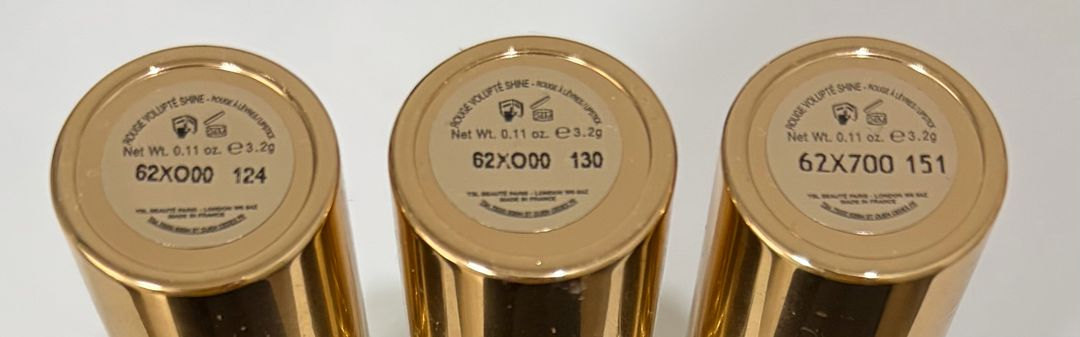 ROUGE VOLUPTÉ SHINE - ROUGE À LÈVRES/LIPSTICK
Net Wt. 0.11 oz. ℮3.2g
62XO00 124
YSL BEAUTÉ PARIS - LONDON W6 8AZ
MADE IN FRANCE
ROUGE VOLUPTÉ SHINE - ROUGE À LÈVRES/LIPSTICK
Net Wt. 0.11 oz. ℮3.2g
62XO00 130
YSL BEAUTÉ PARIS - LONDON W6 8AZ
MADE IN FRANCE
ROUGE VOLUPTÉ SHINE - ROUGE À LÈVRES/LIPSTICK
Net Wt. 0.11 oz. ℮3.2g
62X700 151
YSL BEAUTÉ PARIS - LONDON W6 8AZ
MADE IN FRANCE